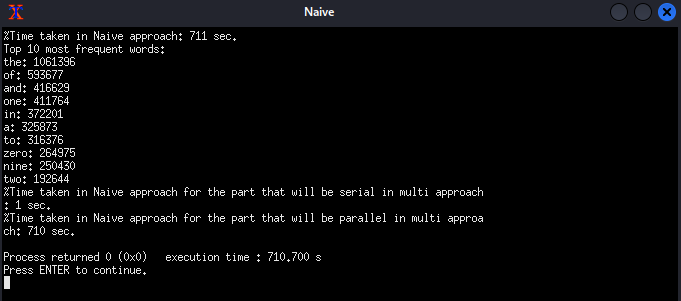 Naive
%Time taken in Naive approach: 711 sec.
Top 10 most frequent words:
the: 1061396
of: 593677
and: 416629
one: 411764
in: 372201
a: 325873
to: 316376
zero: 264975
nine: 250430
two: 192644
%Time taken in Naive approach for the part that will be serial in multi approach
: 1 sec.
%Time taken in Naive approach for the part that will be parallel in multi approa
ch: 710 sec.
Process returned 0 (0x0)   execution time : 710.700 s
Press ENTER to continue.